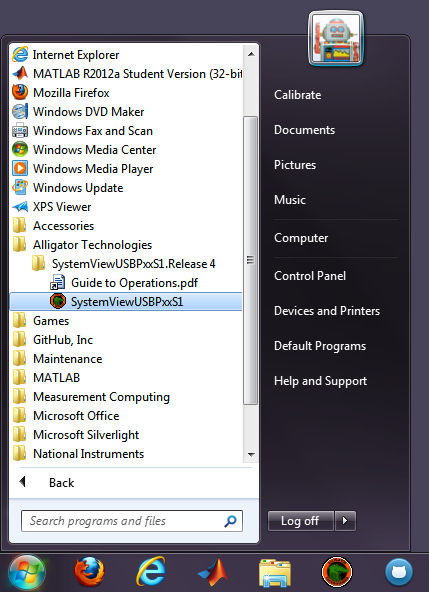 Internet Explorer
MATLAB R2012a Student Version (32-bit
Mozilla Firefox
Windows DVD Maker
Windows Fax and Scan
Windows Media Center
Windows Media Player
Windows Update
XPS Viewer
Accessories
Alligator Technologies
SystemViewUSBPxxS1.Release 4
Guide to Operations.pdf
SystemViewUSBPxxS1
Games
GitHub, Inc
Maintenance
MATLAB
Measurement Computing
Microsoft Office
Microsoft Silverlight
National Instruments
Back
Search programs and files
Calibrate
Documents
Pictures
Music
Computer
Control Panel
Devices and Printers
Default Programs
Help and Support
Log off